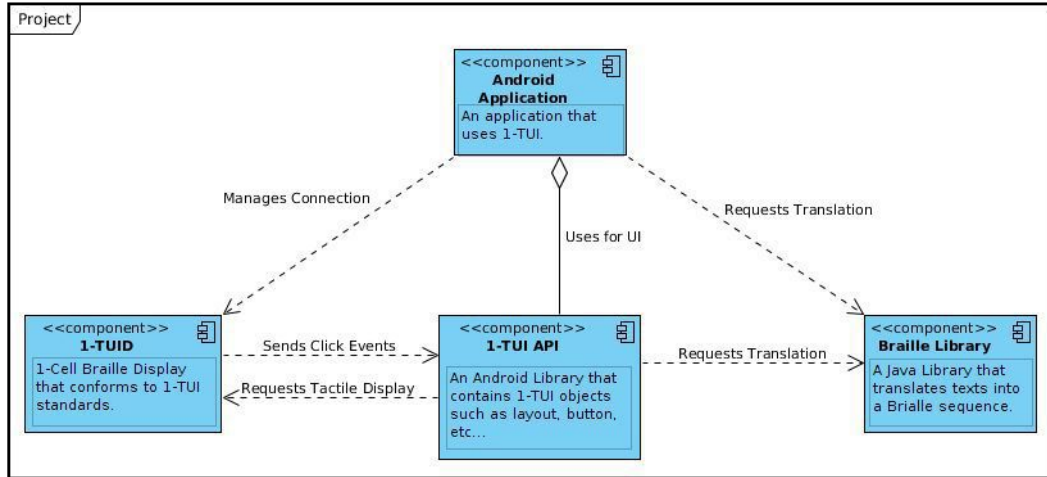 Project
<<component>>
Android
Application
An application that
uses 1-TUI.
Manages Connection
Requests Translation
Uses for UI
<<component>>
1-TUID
1-Cell Braille Display
that conforms to 1-TUI
standards.
Sends Click Events
Requests Tactile Display
<<component>>
1-TUI API
An Android Library that
contains 1-TUI objects
such as layout, button,
etc...
Requests Translation
<<component>>
Braille Library
A Java Library that
translates texts into
a Brialle sequence.